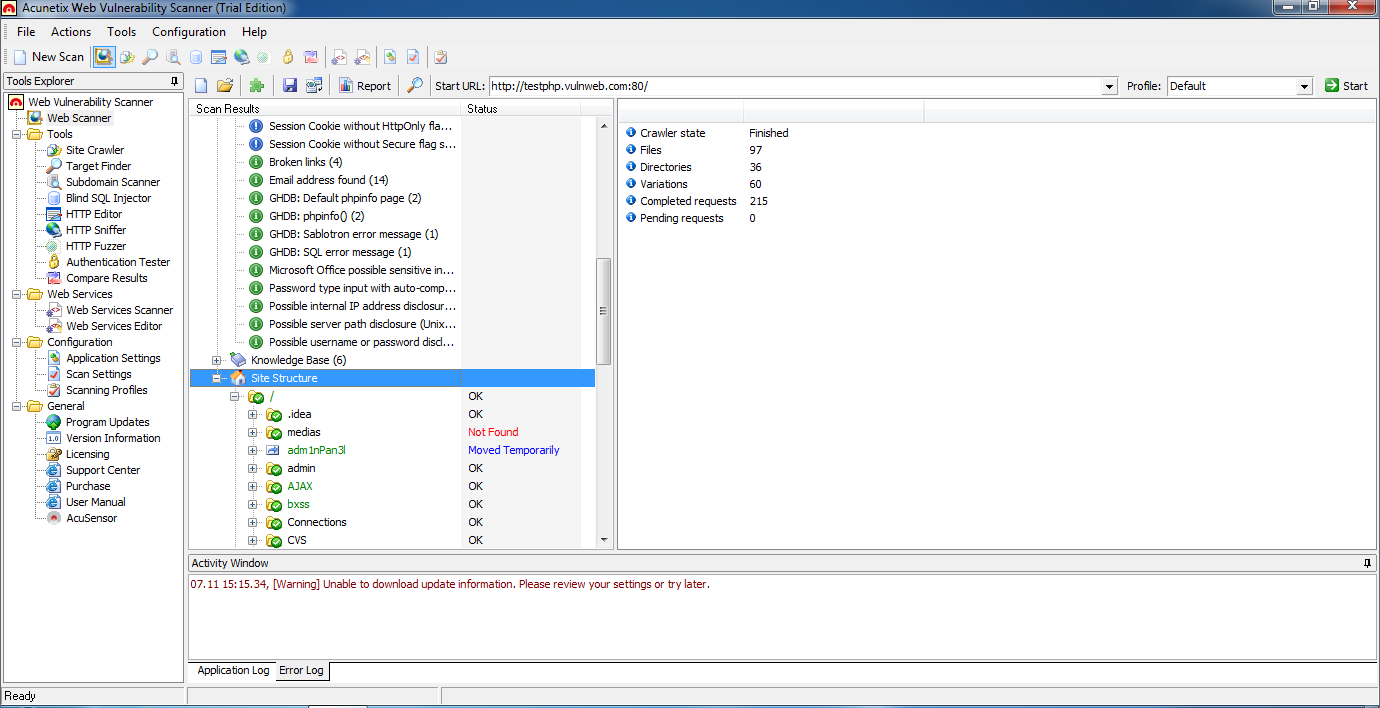 Acunetix Web Vulnerability Scanner (Trial Edition)
File Actions Tools Configuration Help
New Scan
Tools Explorer
Web Vulnerability Scanner
Web Scanner
Tools
Site Crawler
Target Finder
Subdomain Scanner
Blind SQL Injector
HTTP Editor
HTTP Sniffer
HTTP Fuzzer
Authentication Tester
Compare Results
Web Services
Web Services Scanner
Web Services Editor
Configuration
Application Settings
Scan Settings
Scanning Profiles
General
Program Updates
1.0 Version Information
Licensing
Support Center
Purchase
User Manual
AcuSensor
Report Start URL: http://testphp.vulnweb.com:80/ Profile: Default Start
Scan Results Status
Session Cookie without HttpOnly fla...
Session Cookie without Secure flag s...
Broken links (4)
Email address found (14)
GHDB: Default phpinfo page (2)
GHDB: phpinfo() (2)
GHDB: Sablotron error message (1)
GHDB: SQL error message (1)
Microsoft Office possible sensitive in...
Password type input with auto-comp...
Possible internal IP address disclosur...
Possible server path disclosure (Unix...
Possible username or password discl...
Knowledge Base (6)
Site Structure
/ OK
.idea OK
medias Not Found
adm1nPan3l Moved Temporarily
admin OK
AJAX OK
bxss OK
Connections OK
CVS OK
Crawler state Finished
Files 97
Directories 36
Variations 60
Completed requests 215
Pending requests 0
Activity Window
07.11 15:15.34, [Warning] Unable to download update information. Please review your settings or try later.
Application Log Error Log
Ready